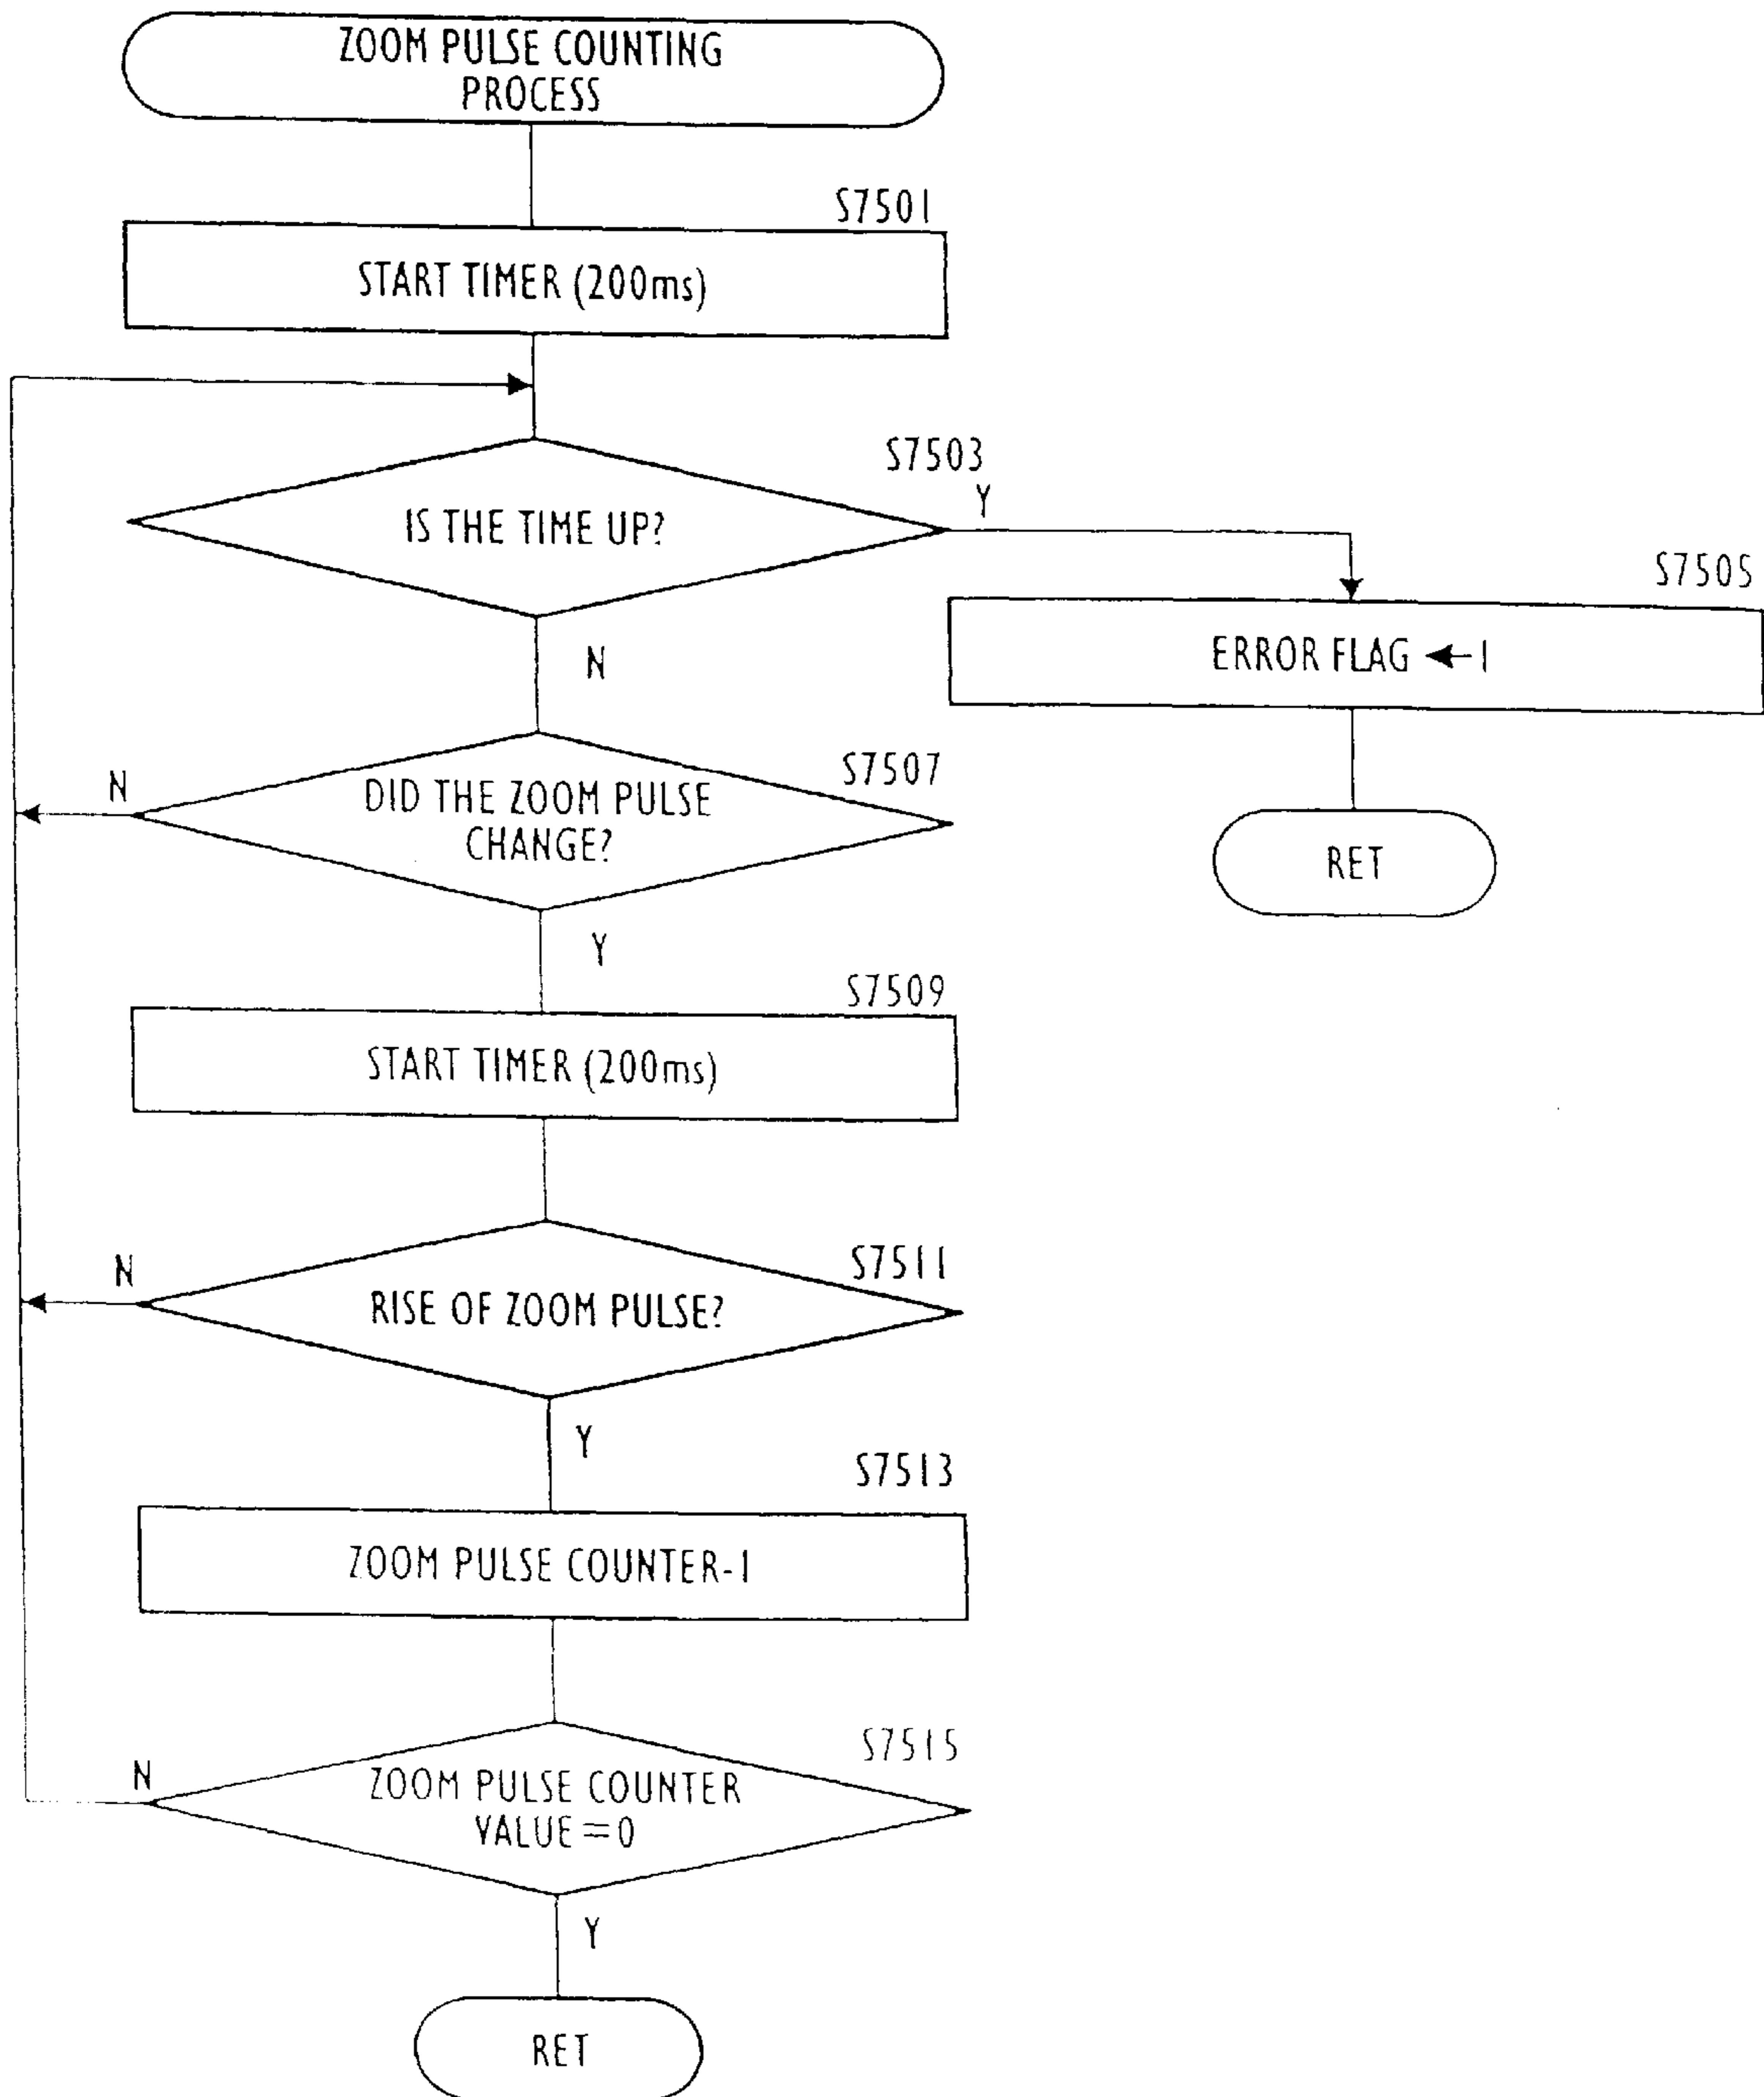 ZOOM PULSE COUNTING
PROCESS
S7501
START TIMER (200ms)
S7503
Y
IS THE TIME UP?
S7505
ERROR FLAG ←1
N
S7507
N
DID THE ZOOM PULSE
CHANGE?
RET
Y
S7509
START TIMER (200ms)
S7511
N
RISE OF ZOOM PULSE?
Y
S7513
ZOOM PULSE COUNTER-1
S7515
N
ZOOM PULSE COUNTER
VALUE=0
Y
RET